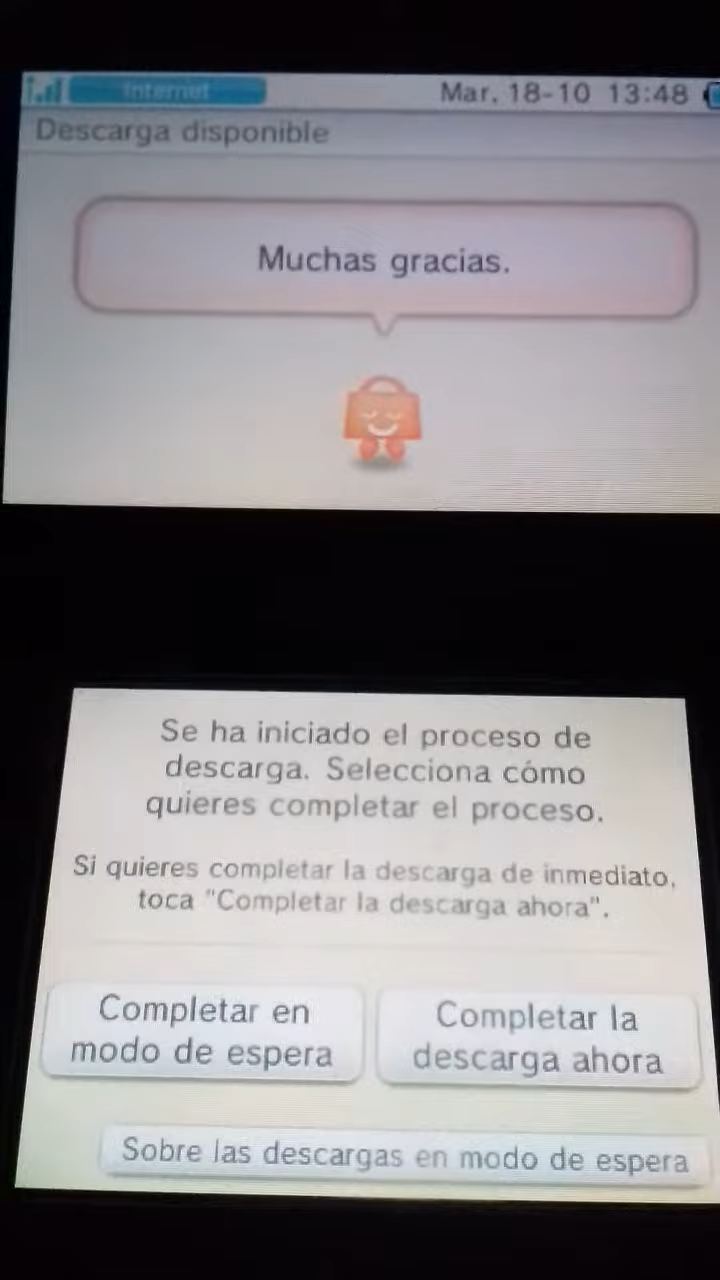 Internet
Mar. 18-10 13:48
Descarga disponible
Muchas gracias.
Se ha iniciado el proceso de
descarga. Selecciona cómo
quieres completar el proceso.
Si quieres completar la descarga de inmediato,
toca "Completar la descarga ahora".
Completar en
modo de espera
Completar la
descarga ahora
Sobre las descargas en modo de espera